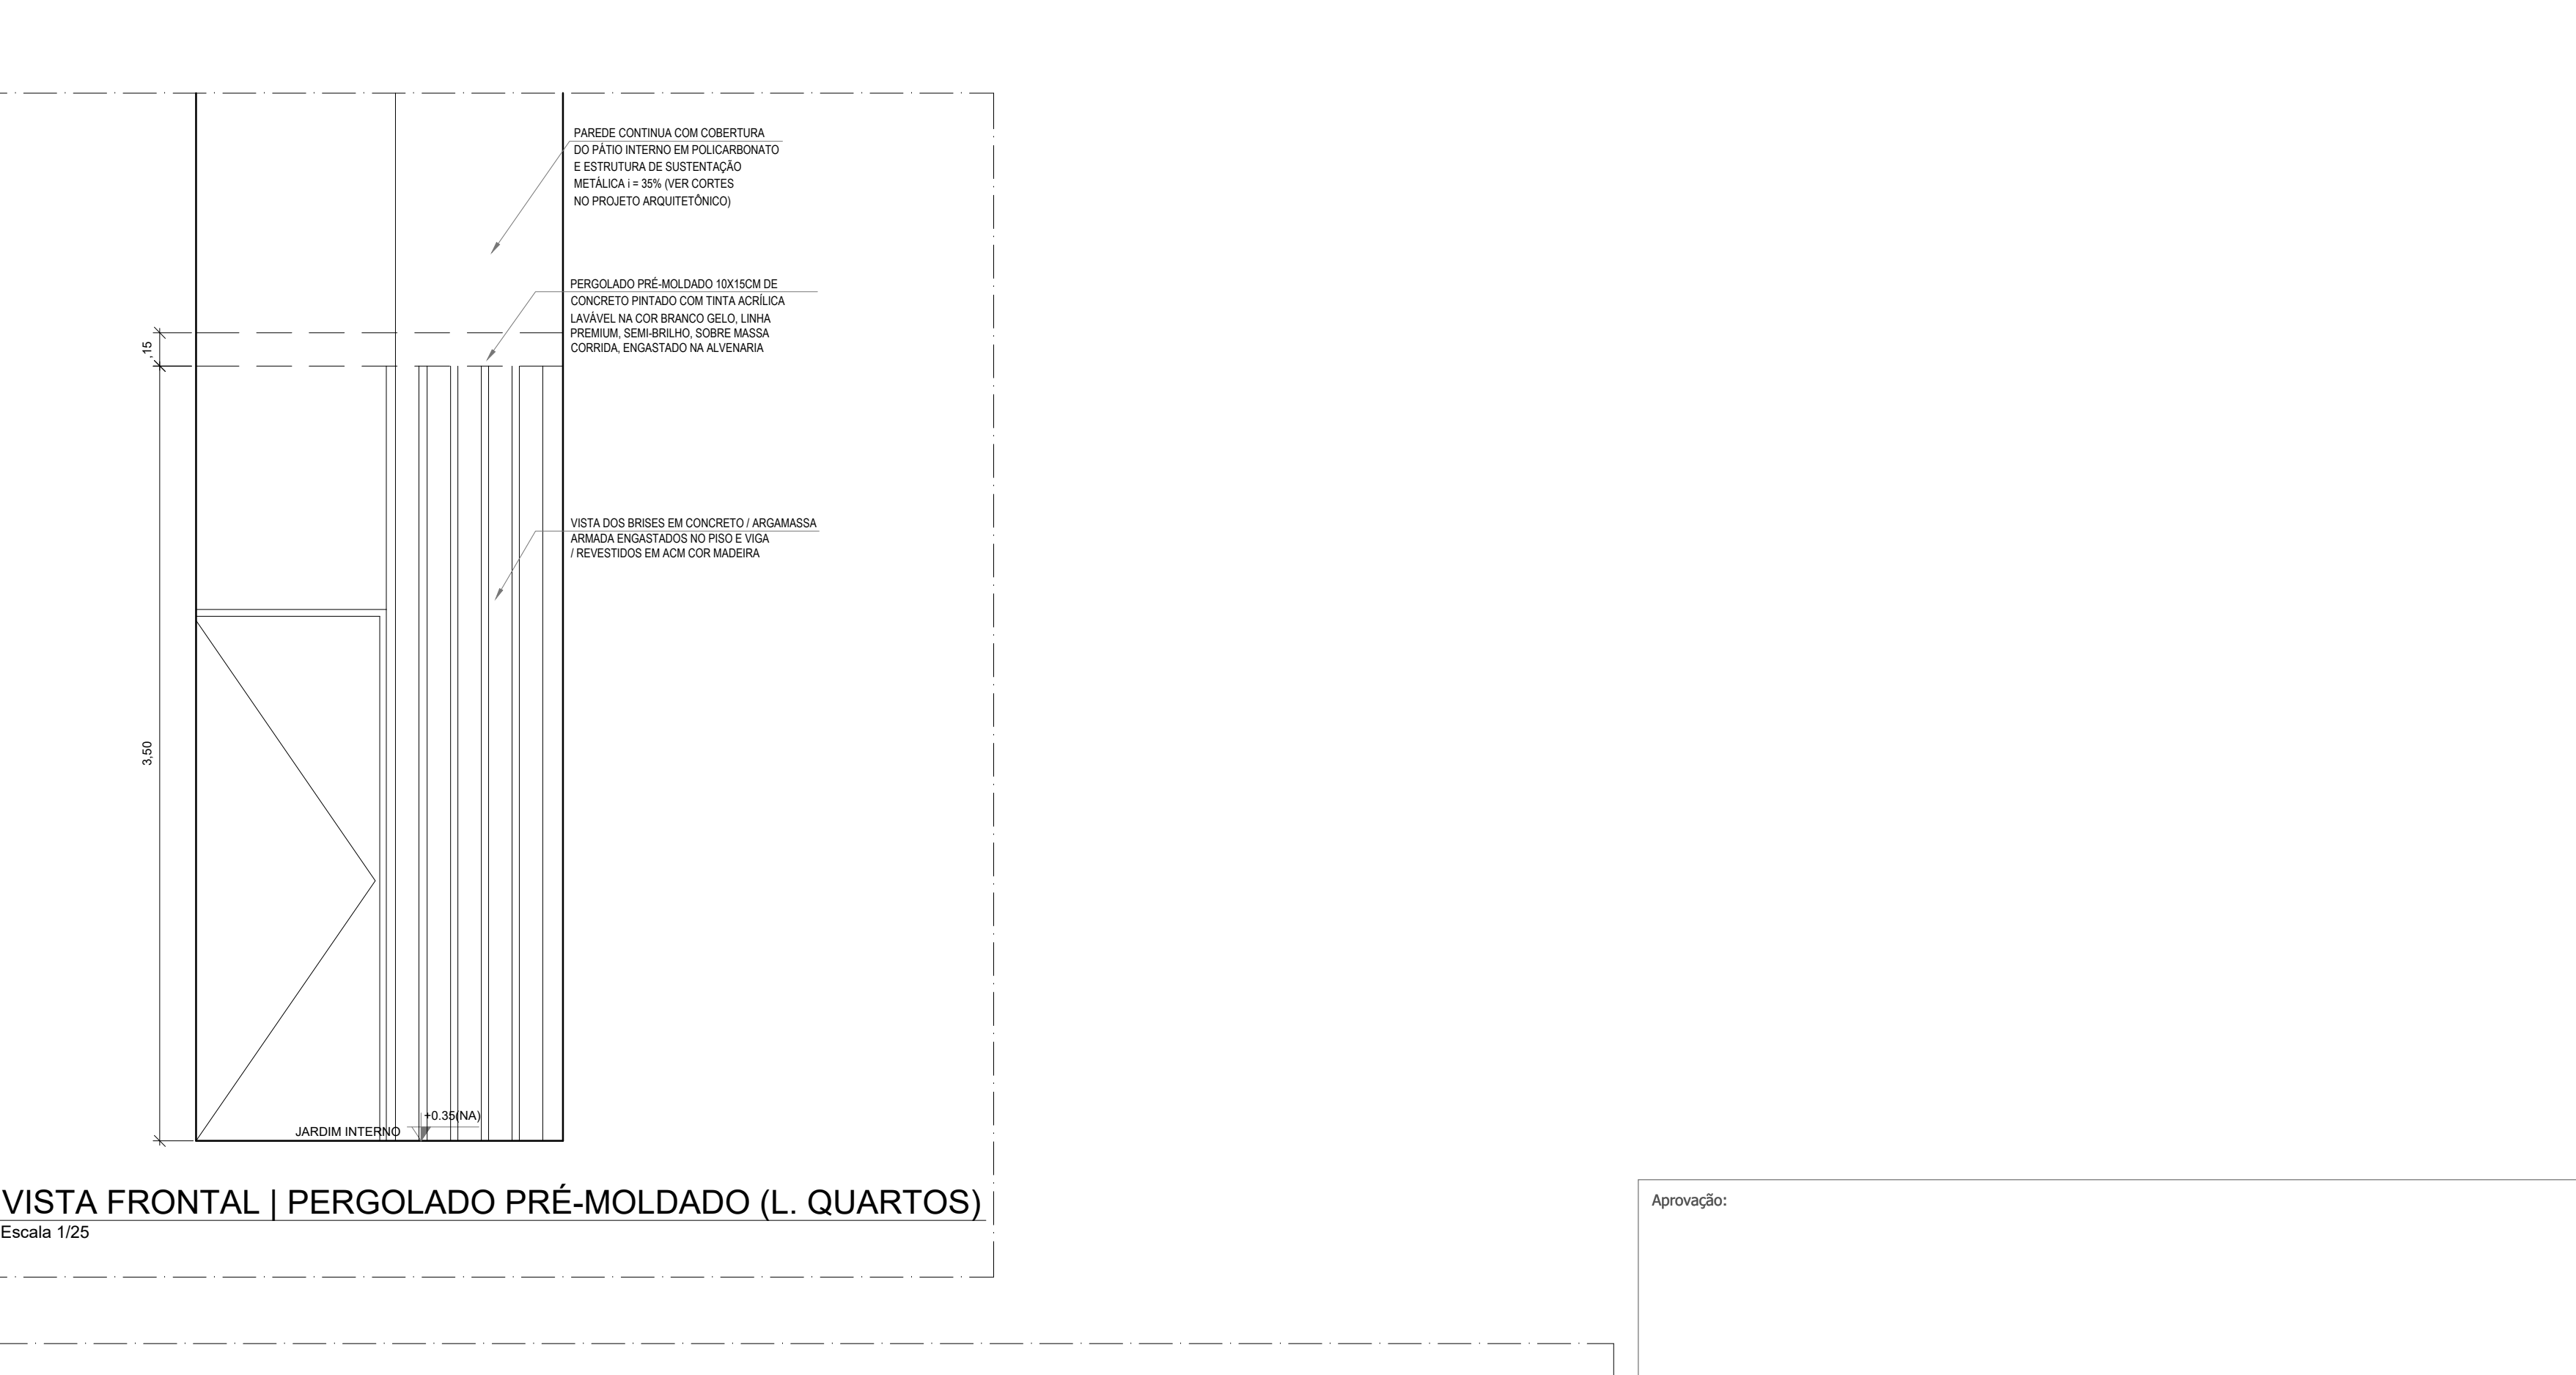 PAREDE CONTINUA COM COBERTURA
DO PÁTIO INTERNO EM POLICARBONATO
E ESTRUTURA DE SUSTENTAÇÃO
METÁLICA i = 35% (VER CORTES
NO PROJETO ARQUITETÔNICO)
PERGOLADO PRÉ-MOLDADO 10X15CM DE
CONCRETO PINTADO COM TINTA ACRÍLICA
LAVÁVEL NA COR BRANCO GELO, LINHA
PREMIUM, SEMI-BRILHO, SOBRE MASSA
CORRIDA, ENGASTADO NA ALVENARIA
,15
VISTA DOS BRISES EM CONCRETO / ARGAMASSA
ARMADA ENGASTADOS NO PISO E VIGA
/ REVESTIDOS EM ACM COR MADEIRA
3,50
+0.35(NA)
JARDIM INTERNO
VISTA FRONTAL | PERGOLADO PRÉ-MOLDADO (L. QUARTOS)
Escala 1/25
Aprovação: